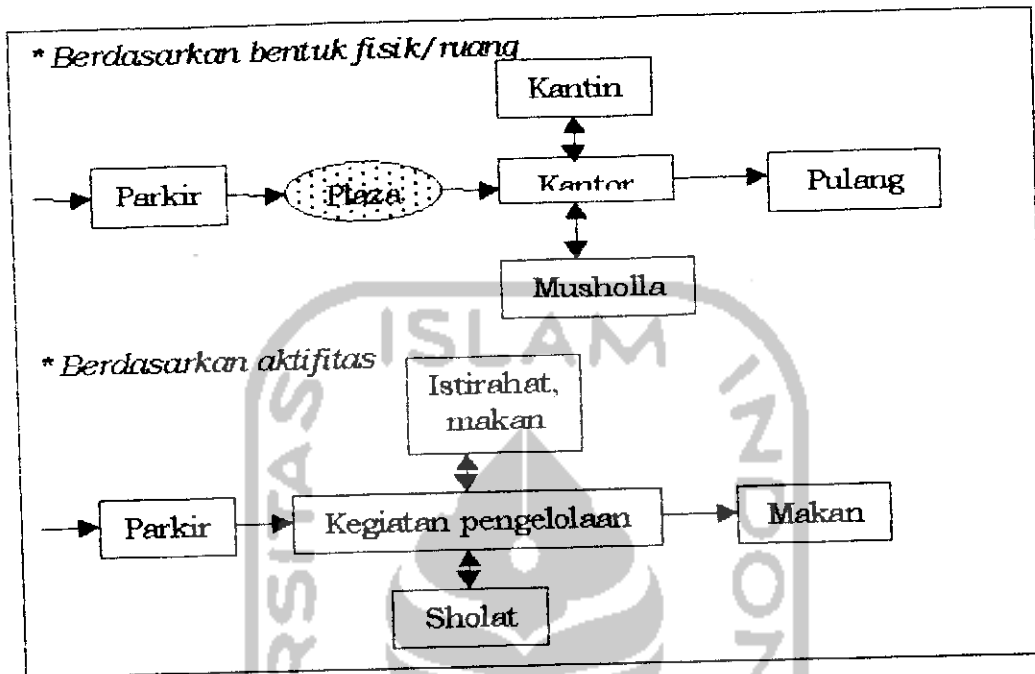 * Berdasarkan bentuk fisik/ruang
Kantin
Parkir
Plaza
Kantor
Pulang
Musholla
ISLAM
* Berdasarkan aktifitas
Istirahat,
makan
Parkir
Kegiatan pengelolaan
Makan
Sholat